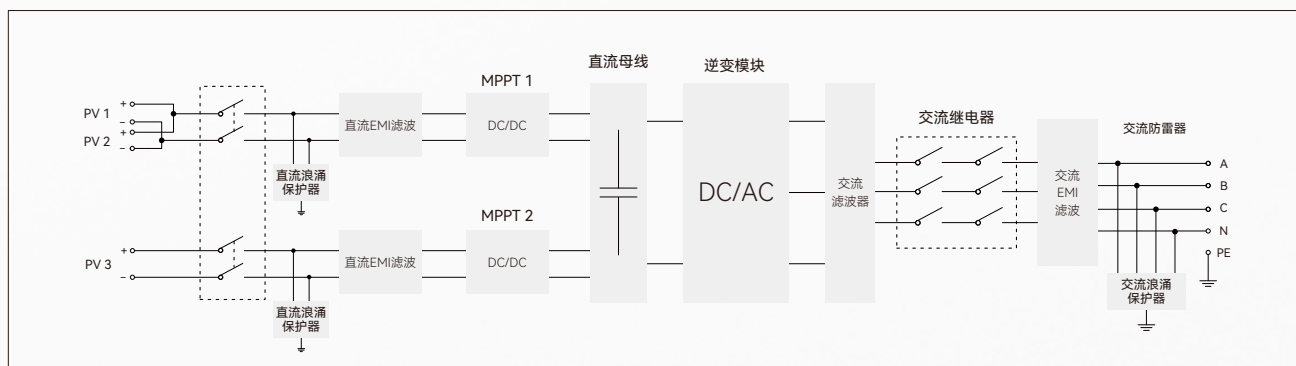 直流母线
逆变模块
MPPT 1
交流继电器
交流防雷器
PV 1
+
−
PV 2
+
−
直流EMI滤波
DC/DC
直流浪涌
保护器
DC/AC
交流
滤波器
交流
EMI
滤波
A
B
C
N
PE
MPPT 2
PV 3
+
−
直流EMI滤波
DC/DC
直流浪涌
保护器
交流浪涌
保护器